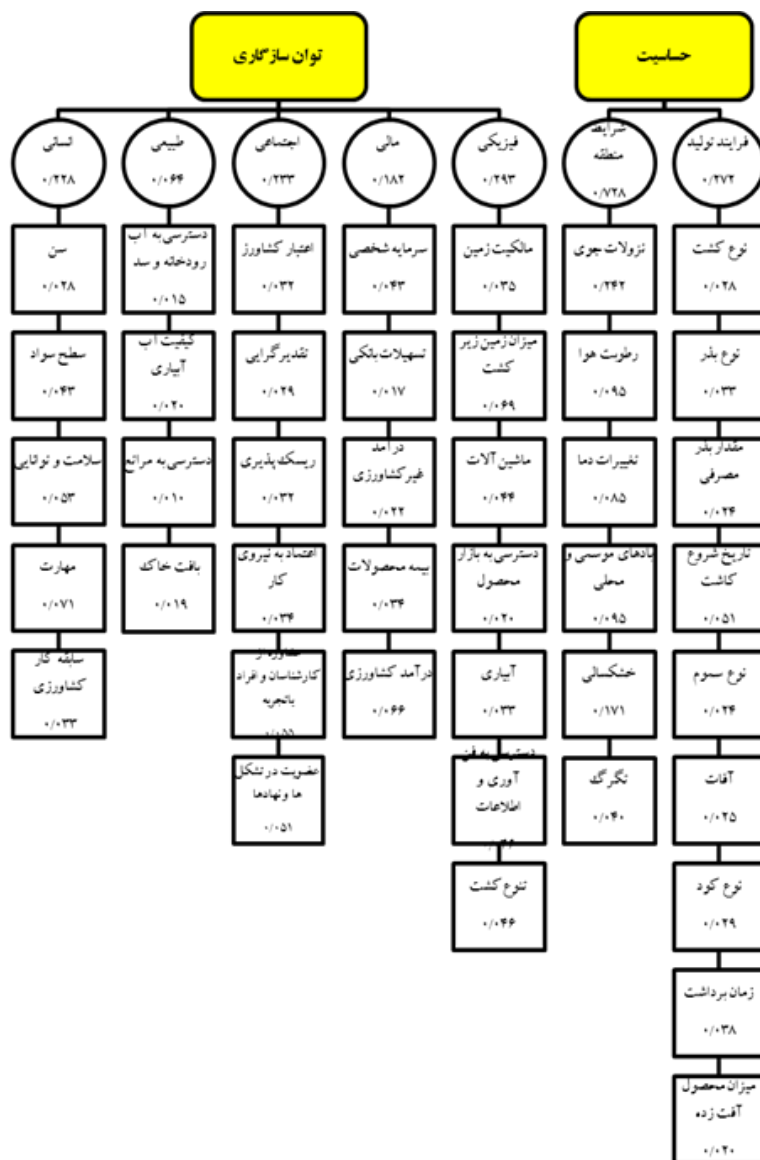 حساسیت
فرایند تولید
۰/۲۷۲
نوع کشت
۰/۰۲۸
نوع بذر
۰/۰۳۳
مقدار بذر
مصرفی
۰/۰۲۴
تاریخ شروع
کاشت
۰/۰۵۱
نوع سموم
۰/۰۲۴
آفات
۰/۰۲۵
نوع کود
۰/۰۲۹
زمان برداشت
۰/۰۳۸
میزان محصول
آفت زده
۰/۰۲۰
شرایط
منطقه
۰/۷۲۸
نزولات جوی
۰/۲۴۲
رطوبت هوا
۰/۰۹۵
تغییرات دما
۰/۰۸۵
بادهای موسمی و
محلی
۰/۰۹۵
خشکسالی
۰/۱۷۱
تگرگ
۰/۰۴۰
توان سازگاری
فیزیکی
۰/۲۹۳
مالکیت زمین
۰/۰۳۵
میزان زمین زیر
کشت
۰/۰۶۹
ماشین آلات
۰/۰۴۴
دسترسی به بازار
محصول
۰/۰۲۰
آبیاری
۰/۰۳۳
دسترسی به فن
آوری و
اطلاعات
تنوع کشت
۰/۰۴۶
مالی
۰/۱۸۲
سرمایه شخصی
۰/۰۴۳
تسهیلات بانکی
۰/۰۱۷
درآمد
غیرکشاورزی
۰/۰۲۲
بیمه محصولات
۰/۰۳۴
درآمد کشاورزی
۰/۰۶۶
اجتماعی
۰/۲۳۳
اعتبار کشاورز
۰/۰۳۲
تقدیرگرایی
۰/۰۲۹
ریسک پذیری
۰/۰۳۲
اعتماد به نیروی
کار
۰/۰۳۴
مشاوره از
کارشناسان و افراد
باتجربه
۰/۰۵۵
عضویت در تشکل
ها و نهادها
۰/۰۵۱
طبیعی
۰/۰۶۴
دسترسی به آب
رودخانه و سد
۰/۰۱۵
کیفیت آب
آبیاری
۰/۰۲۰
دسترسی به مراتع
۰/۰۱۰
بافت خاک
۰/۰۱۹
انسانی
۰/۲۲۸
سن
۰/۰۲۸
سطح سواد
۰/۰۴۳
سلامت و توانایی
۰/۰۵۳
مهارت
۰/۰۷۱
سابقه کار
کشاورزی
۰/۰۳۳